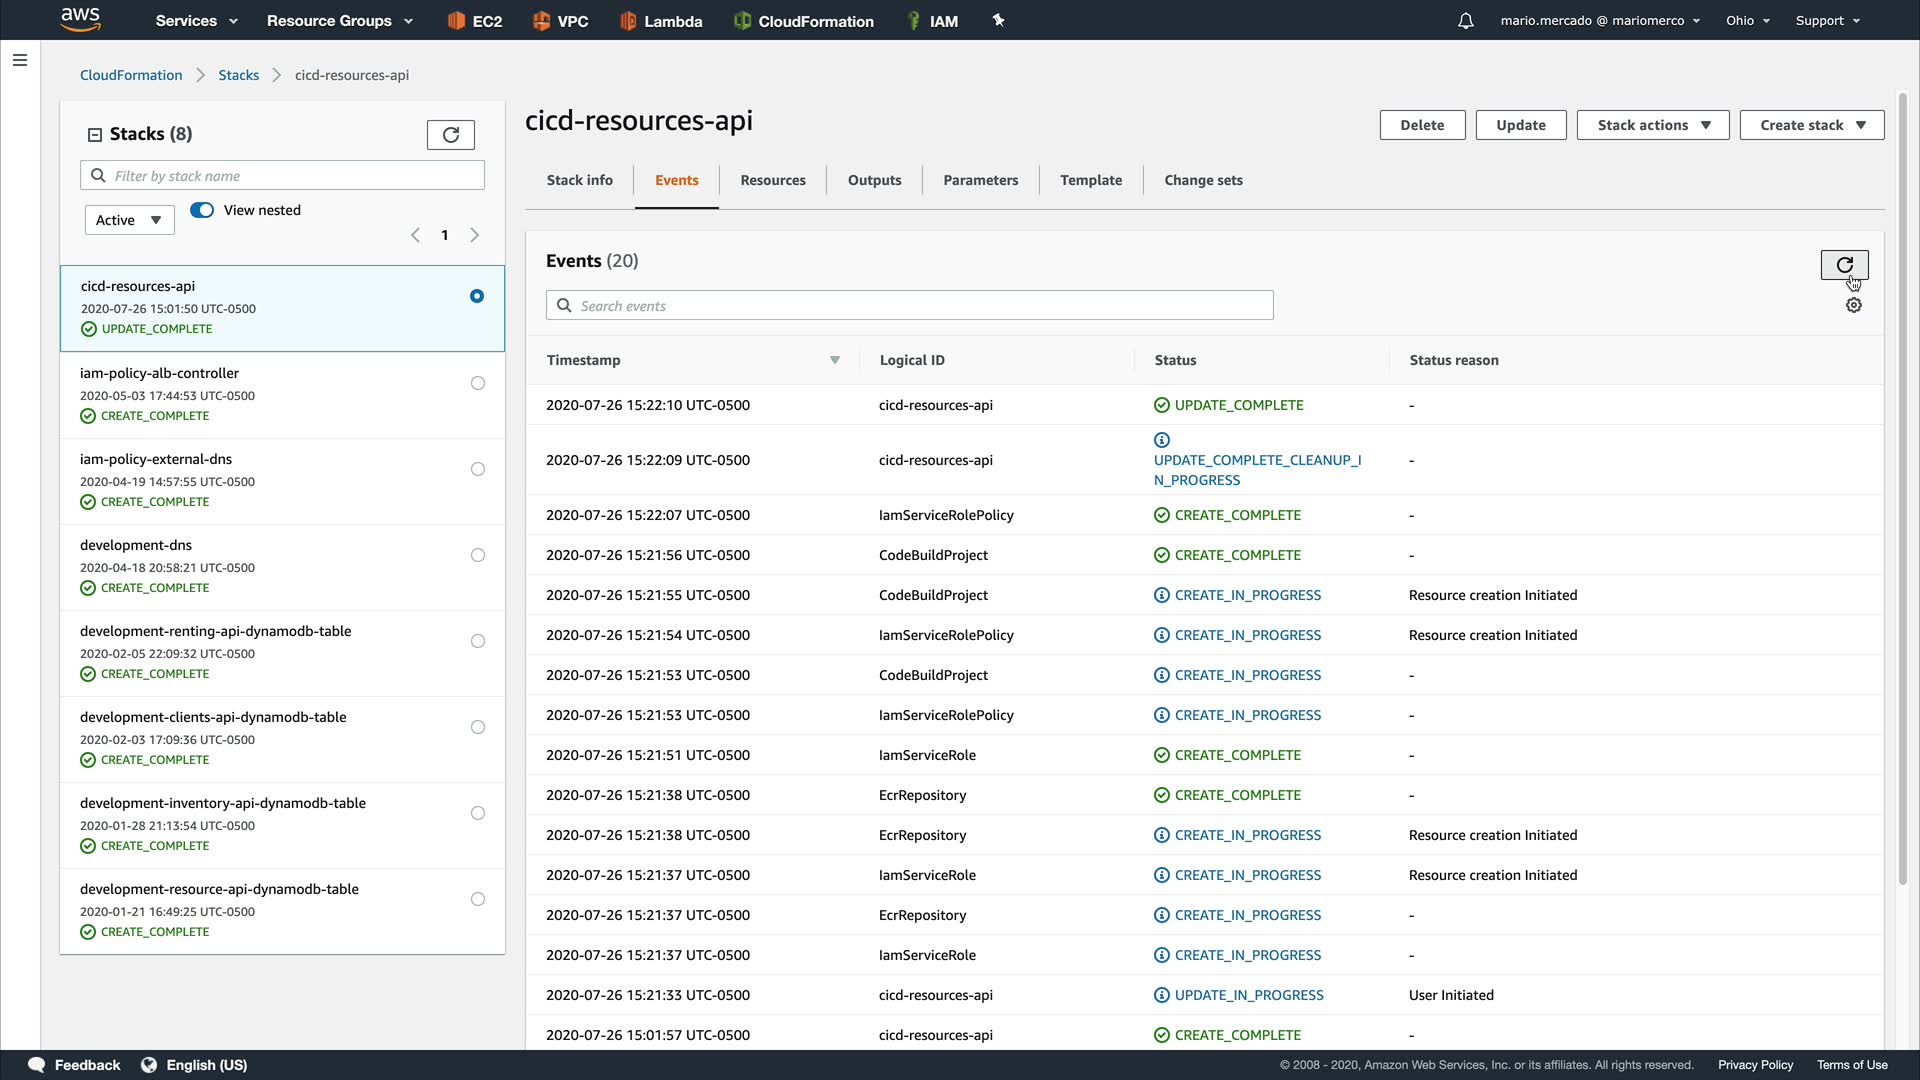 aws
Services
Resource Groups
EC2
VPC
Lambda
CloudFormation
IAM
mario.mercado @ mariomerco
Ohio
Support
CloudFormation
Stacks
cicd-resources-api
Stacks (8)
Filter by stack name
Active
View nested
1
cicd-resources-api
2020-07-26 15:01:50 UTC-0500
UPDATE_COMPLETE
iam-policy-alb-controller
2020-05-03 17:44:53 UTC-0500
CREATE_COMPLETE
iam-policy-external-dns
2020-04-19 14:57:55 UTC-0500
CREATE_COMPLETE
development-dns
2020-04-18 20:58:21 UTC-0500
CREATE_COMPLETE
development-renting-api-dynamodb-table
2020-02-05 22:09:32 UTC-0500
CREATE_COMPLETE
development-clients-api-dynamodb-table
2020-02-03 17:09:36 UTC-0500
CREATE_COMPLETE
development-inventory-api-dynamodb-table
2020-01-28 21:13:54 UTC-0500
CREATE_COMPLETE
development-resource-api-dynamodb-table
2020-01-21 16:49:25 UTC-0500
CREATE_COMPLETE
cicd-resources-api
Delete
Update
Stack actions
Create stack
Stack info
Events
Resources
Outputs
Parameters
Template
Change sets
Events (20)
Search events
Timestamp Logical ID Status Status reason
2020-07-26 15:22:10 UTC-0500 cicd-resources-api UPDATE_COMPLETE -
2020-07-26 15:22:09 UTC-0500 cicd-resources-api UPDATE_COMPLETE_CLEANUP_I -
N_PROGRESS
2020-07-26 15:22:07 UTC-0500 IamServiceRolePolicy CREATE_COMPLETE -
2020-07-26 15:21:56 UTC-0500 CodeBuildProject CREATE_COMPLETE -
2020-07-26 15:21:55 UTC-0500 CodeBuildProject CREATE_IN_PROGRESS Resource creation Initiated
2020-07-26 15:21:54 UTC-0500 IamServiceRolePolicy CREATE_IN_PROGRESS Resource creation Initiated
2020-07-26 15:21:53 UTC-0500 CodeBuildProject CREATE_IN_PROGRESS -
2020-07-26 15:21:53 UTC-0500 IamServiceRolePolicy CREATE_IN_PROGRESS -
2020-07-26 15:21:51 UTC-0500 IamServiceRole CREATE_COMPLETE -
2020-07-26 15:21:38 UTC-0500 EcrRepository CREATE_COMPLETE -
2020-07-26 15:21:38 UTC-0500 EcrRepository CREATE_IN_PROGRESS Resource creation Initiated
2020-07-26 15:21:37 UTC-0500 IamServiceRole CREATE_IN_PROGRESS Resource creation Initiated
2020-07-26 15:21:37 UTC-0500 EcrRepository CREATE_IN_PROGRESS -
2020-07-26 15:21:37 UTC-0500 IamServiceRole CREATE_IN_PROGRESS -
2020-07-26 15:21:33 UTC-0500 cicd-resources-api UPDATE_IN_PROGRESS User Initiated
2020-07-26 15:01:57 UTC-0500 cicd-resources-api CREATE_COMPLETE -
Feedback
English (US)
© 2008 - 2020, Amazon Web Services, Inc. or its affiliates. All rights reserved.
Privacy Policy
Terms of Use